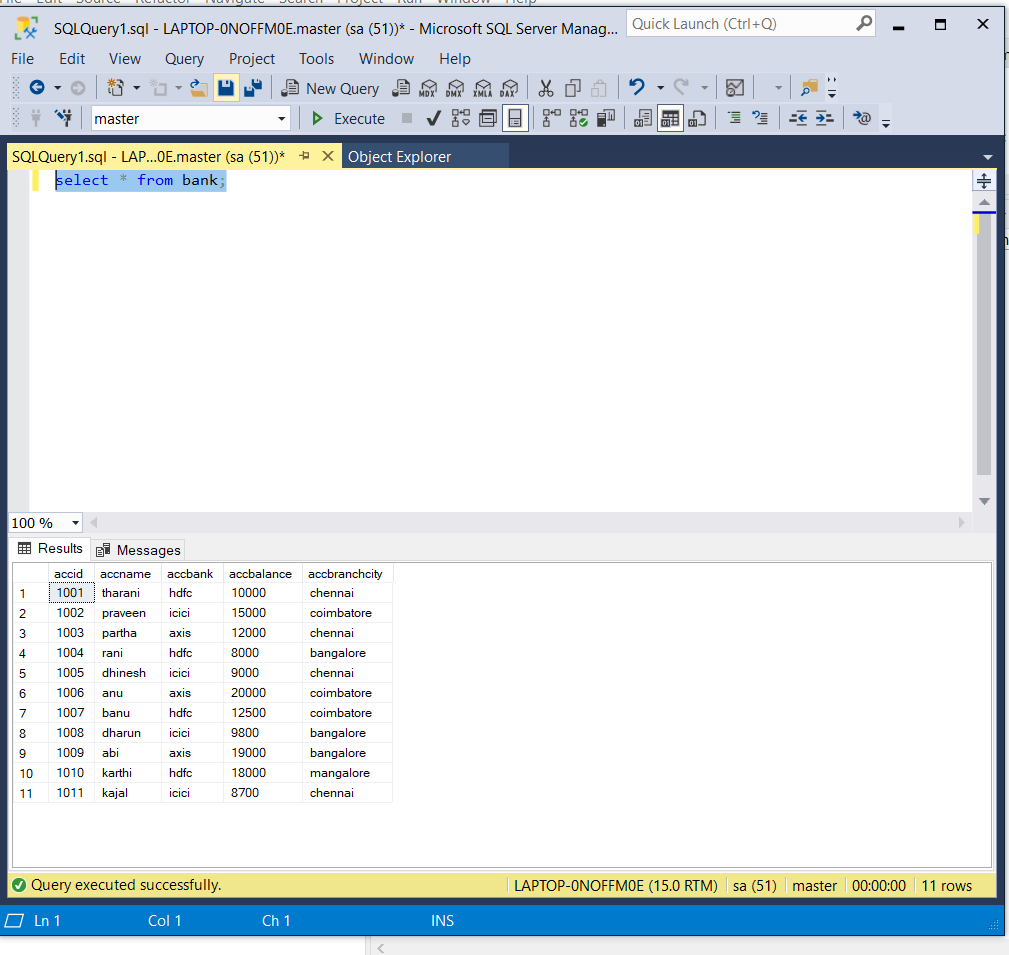 SQLQuery1.sql - LAPTOP-0NOFFM0E.master (sa (51))* - Microsoft SQL Server Manag... Quick Launch (Ctrl+Q)
File Edit View Query Project Tools Window Help
New Query MDX DMX XMLA DAX
master Execute
SQLQuery1.sql - LAP...0E.master (sa (51))* Object Explorer
select * from bank;
100 %
Results Messages
accid accname accbank accbalance accbranchcity
1 1001 tharani hdfc 10000 chennai
2 1002 praveen icici 15000 coimbatore
3 1003 partha axis 12000 chennai
4 1004 rani hdfc 8000 bangalore
5 1005 dhinesh icici 9000 chennai
6 1006 anu axis 20000 coimbatore
7 1007 banu hdfc 12500 coimbatore
8 1008 dharun icici 9800 bangalore
9 1009 abi axis 19000 bangalore
10 1010 karthi hdfc 18000 mangalore
11 1011 kajal icici 8700 chennai
Query executed successfully. LAPTOP-0NOFFM0E (15.0 RTM) sa (51) master 00:00:00 11 rows
Ln 1 Col 1 Ch 1 INS